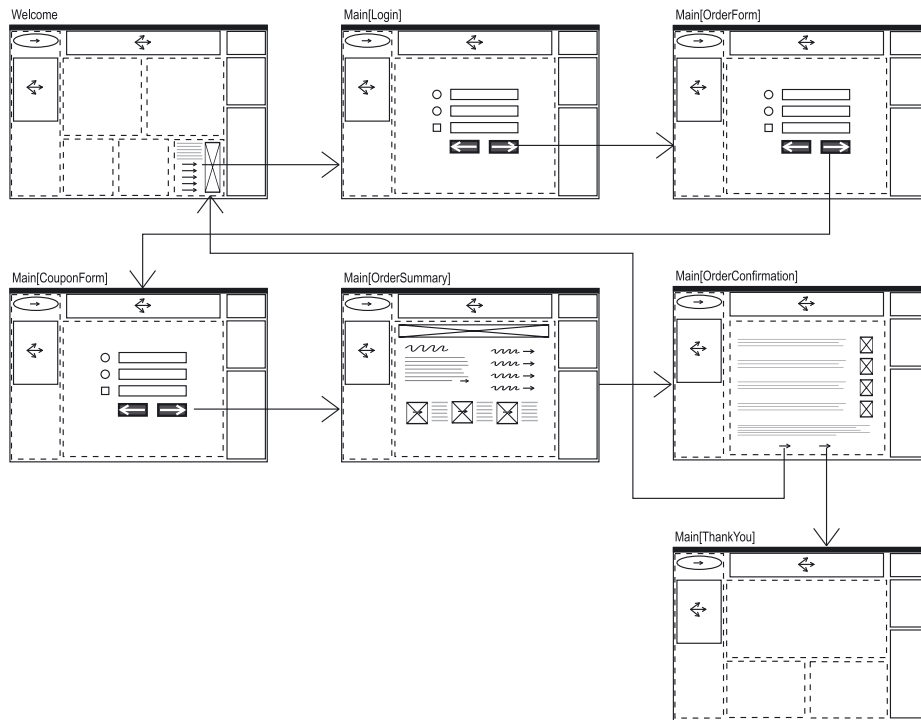 Welcome
Main[Login]
Main[OrderForm]
Main[CouponForm]
Main[OrderSummary]
Main[OrderConfirmation]
Main[ThankYou]